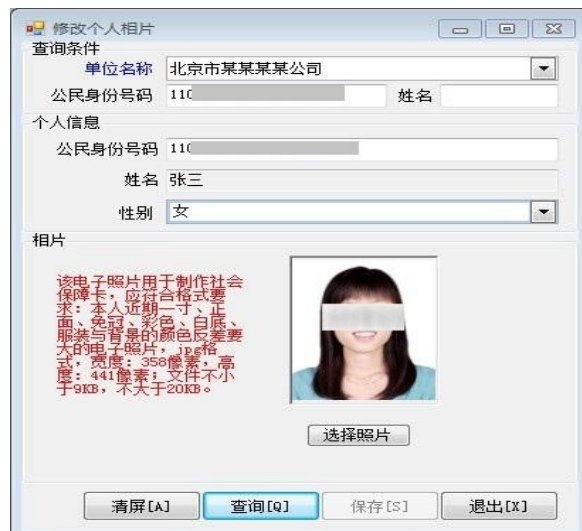 修改个人相片
查询条件
单位名称 北京市某某某某公司
公民身份号码 110 姓名
个人信息
公民身份号码 110
姓名 张三
性别 女
相片
该电子照片用于制作社会
保障卡，应符合格式要
求：本人近期一寸、正
面、免冠、彩色、白底、
服装与背景的颜色反差要
大的电子照片，jpg格
式，宽度：358像素，高
度：441像素；文件不小
于9KB，不大于20KB。
选择照片
清屏[A] 查询[Q] 保存[S] 退出[X]